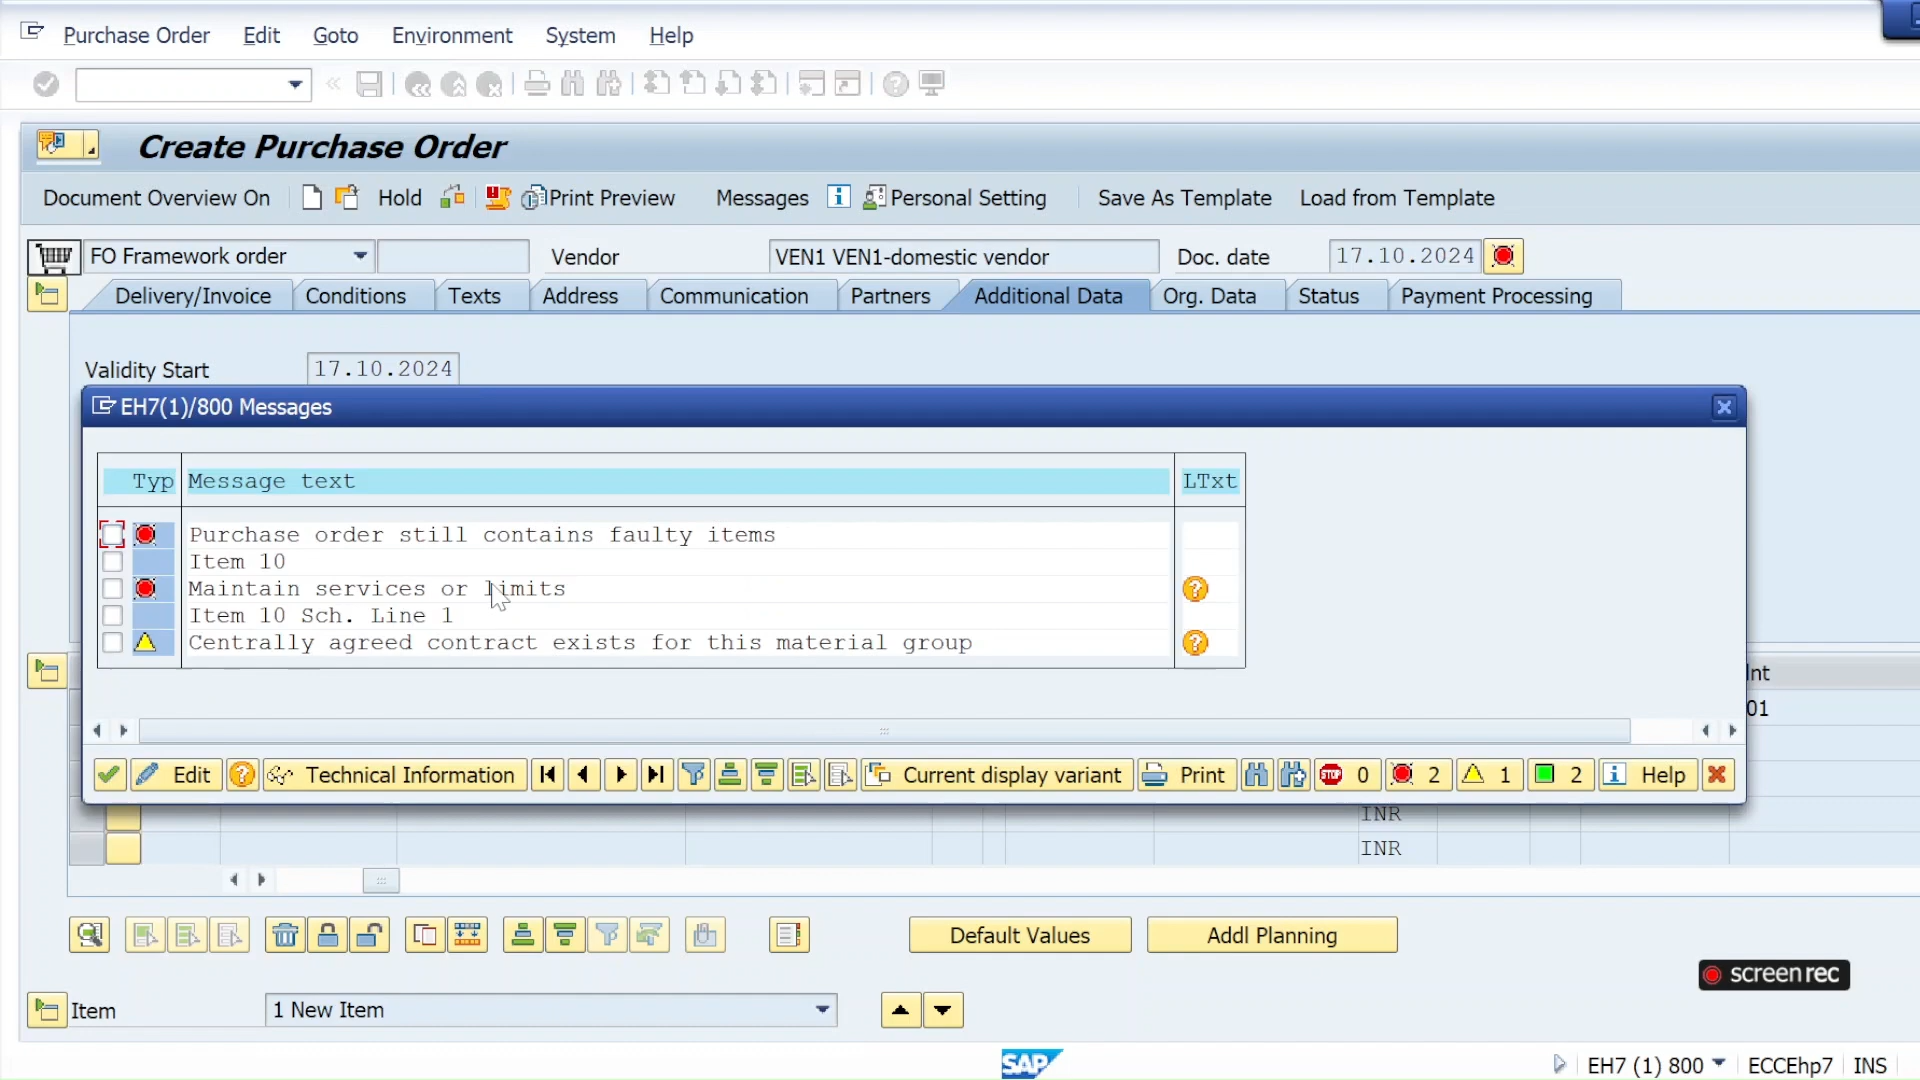 Purchase Order Edit Goto Environment System Help
Create Purchase Order
Document Overview On Hold Print Preview Messages Personal Setting Save As Template Load from Template
FO Framework order Vendor VEN1 VEN1-domestic vendor Doc. date 17.10.2024
Delivery/Invoice Conditions Texts Address Communication Partners Additional Data Org. Data Status Payment Processing
Validity Start 17.10.2024
EH7(1)/800 Messages
Typ Message text LTxt
Purchase order still contains faulty items
Item 10
Maintain services or limits
Item 10 Sch. Line 1
Centrally agreed contract exists for this material group
Int
01
Edit Technical Information Current display variant Print STOP 0 2 1 2 Help
INR
INR
Default Values Addl Planning
screenrec
Item 1 New Item
SAP EH7 (1) 800 ECCEhp7 INS